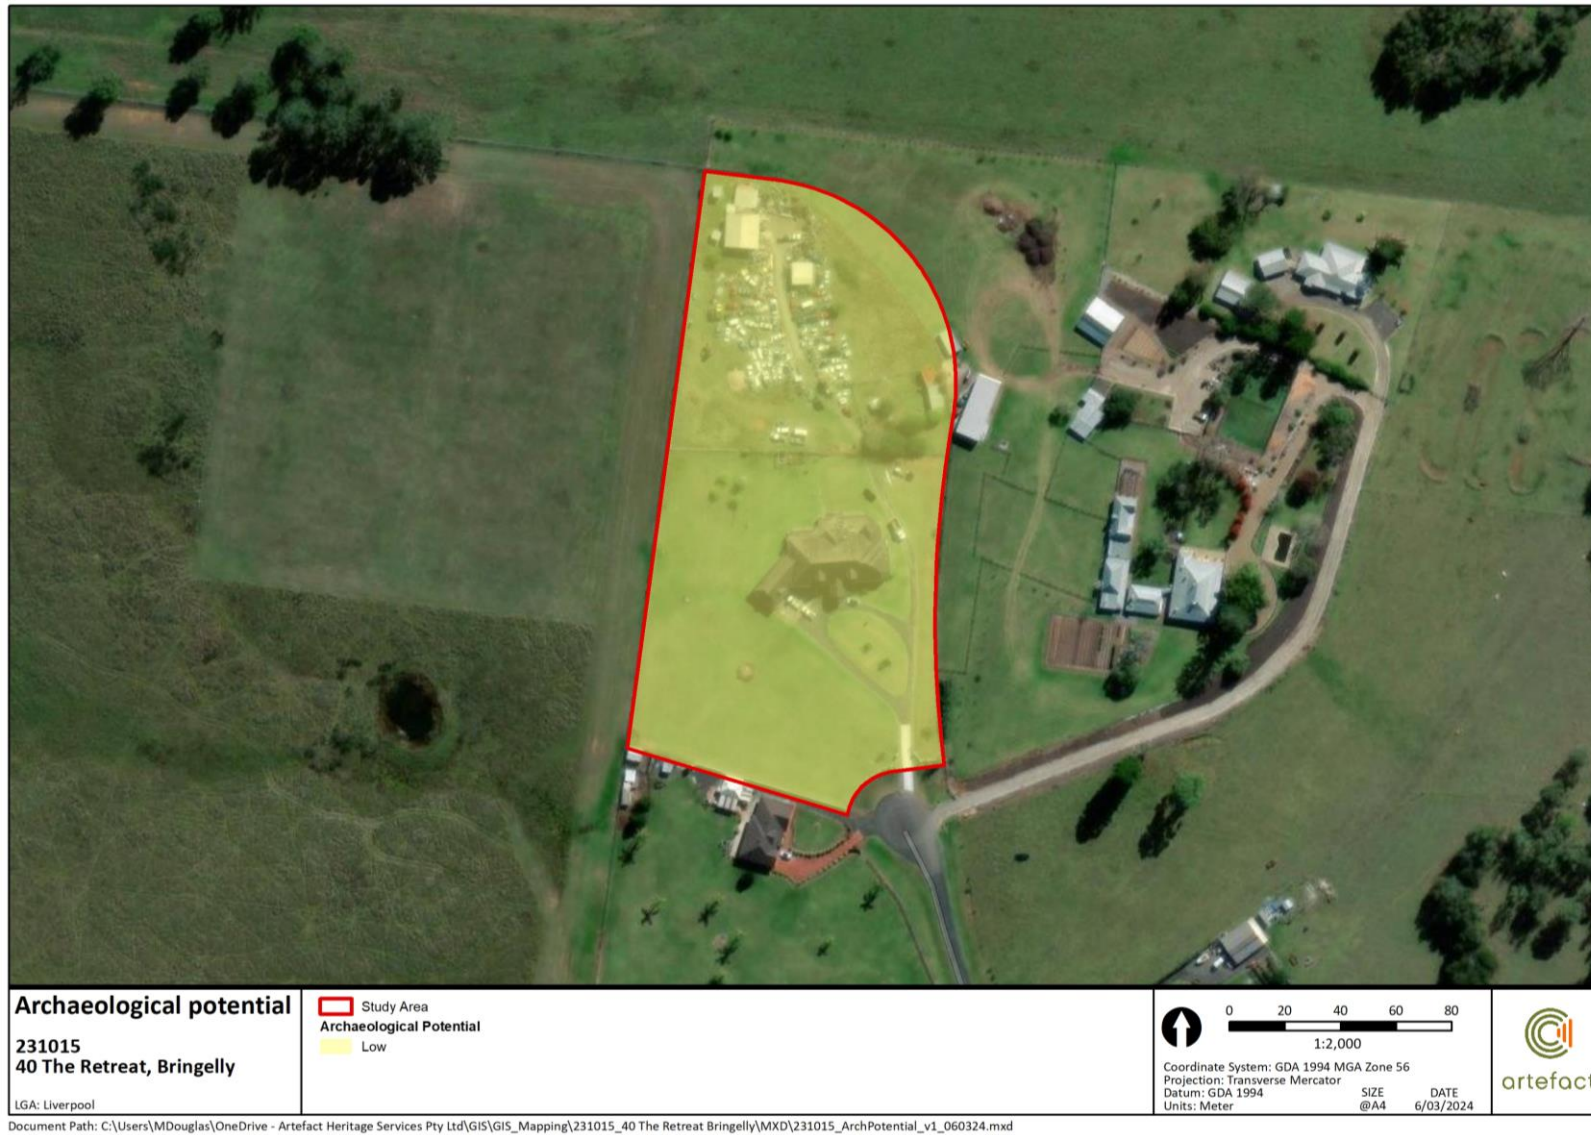 Archaeological potential
231015
40 The Retreat, Bringelly
LGA: Liverpool
Study Area
Archaeological Potential
Low
0 20 40 60 80
1:2,000
Coordinate System: GDA 1994 MGA Zone 56
Projection: Transverse Mercator
Datum: GDA 1994
Units: Meter
SIZE
@A4
DATE
6/03/2024
artefact
Document Path: C:\Users\MDouglas\OneDrive - Artefact Heritage Services Pty Ltd\GIS\GIS_Mapping\231015_40 The Retreat Bringelly\MXD\231015_ArchPotential_v1_060324.mxd